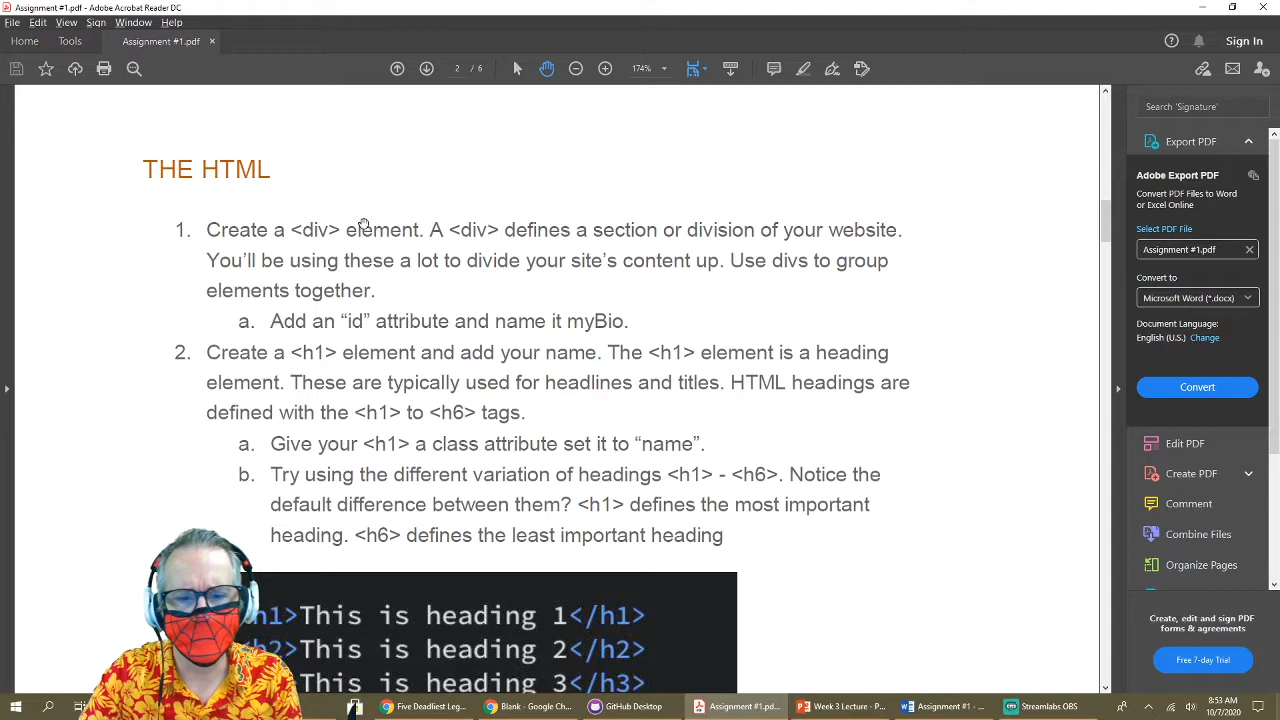 Assignment #1.pdf - Adobe Acrobat Reader DC
File Edit View Sign Window Help
Home Tools Assignment #1.pdf × Sign In
2 / 6 174%
THE HTML
1. Create a <div> element. A <div> defines a section or division of your website.
You’ll be using these a lot to divide your site’s content up. Use divs to group
elements together.
a. Add an “id” attribute and name it myBio.
2. Create a <h1> element and add your name. The <h1> element is a heading
element. These are typically used for headlines and titles. HTML headings are
defined with the <h1> to <h6> tags.
a. Give your <h1> a class attribute set it to “name”.
b. Try using the different variation of headings <h1> - <h6>. Notice the
default difference between them? <h1> defines the most important
heading. <h6> defines the least important heading
h1>This is heading 1</h1>
h2>This is heading 2</h2>
This is heading 3</h3>
Search 'Signature'
Export PDF
Adobe Export PDF
Convert PDF Files to Word
or Excel Online
Select PDF File
Assignment #1.pdf
Convert to
Microsoft Word (*.docx)
Document Language:
English (U.S.) Change
Convert
Edit PDF
Create PDF
Comment
Combine Files
Organize Pages
Create, edit and sign PDF
forms & agreements
Free 7-day Trial
Five Deadliest Leg... Blank - Google Ch... GitHub Desktop Assignment #1.pd... Week 3 Lecture - P... Assignment #1 - ... Streamlabs OBS
8:53 AM
10/7/2020